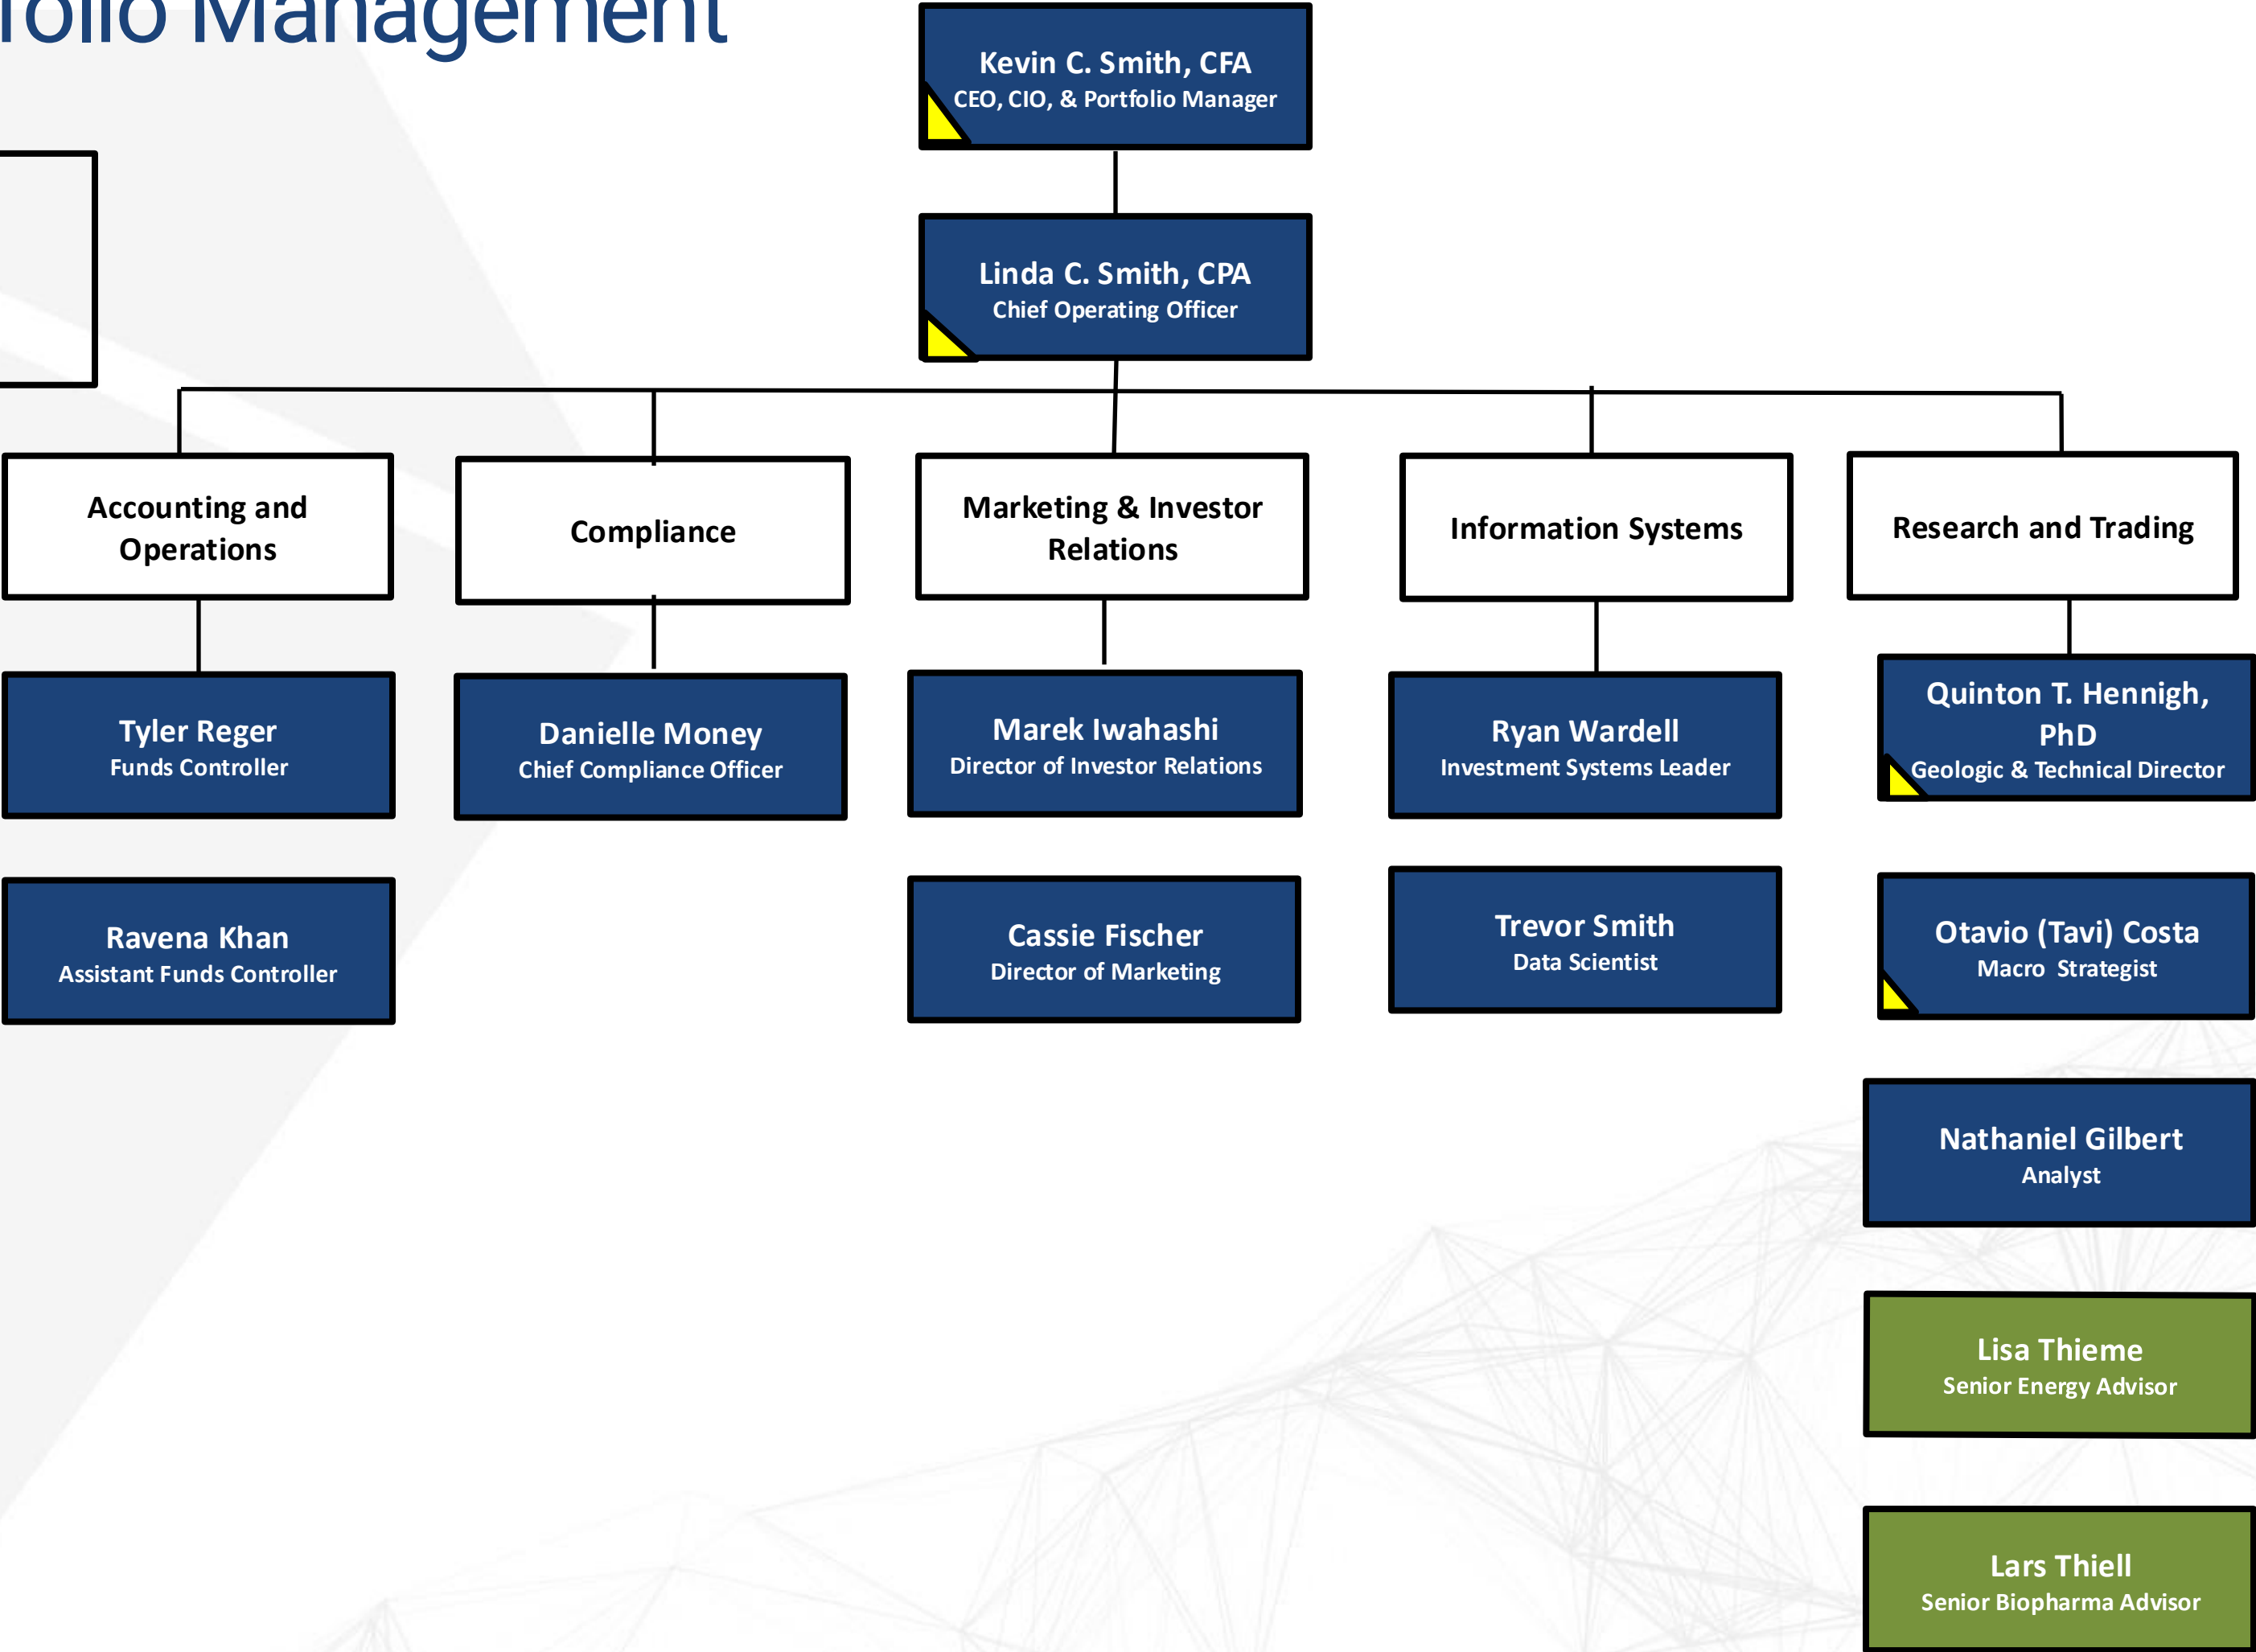 folio Management
Kevin C. Smith, CFA
CEO, CIO, & Portfolio Manager
Linda C. Smith, CPA
Chief Operating Officer
Accounting and
Operations
Compliance
Marketing & Investor
Relations
Information Systems
Research and Trading
Tyler Reger
Funds Controller
Danielle Money
Chief Compliance Officer
Marek Iwahashi
Director of Investor Relations
Ryan Wardell
Investment Systems Leader
Quinton T. Hennigh,
PhD
Geologic & Technical Director
Ravena Khan
Assistant Funds Controller
Cassie Fischer
Director of Marketing
Trevor Smith
Data Scientist
Otavio (Tavi) Costa
Macro Strategist
Nathaniel Gilbert
Analyst
Lisa Thieme
Senior Energy Advisor
Lars Thiell
Senior Biopharma Advisor